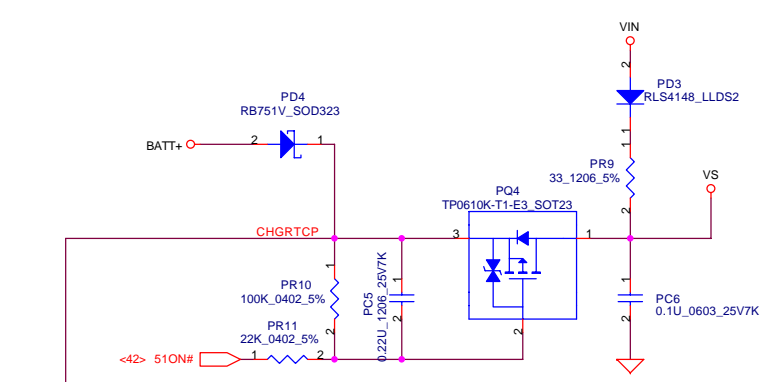 VIN
2
PD3
RLS4148_LLDS2
1
PD4
RB751V_SOD323
BATT+
2
1
1
PR9
33_1206_5%
2
VS
PQ4
TP0610K-T1-E3_SOT23
CHGRTCP
3
1
1
PR10
100K_0402_5%
2
1
PC5
0.22U_1206_25V7K
2
2
1
PC6
0.1U_0603_25V7K
2
PR11
22K_0402_5%
<42> 51ON#
1
2